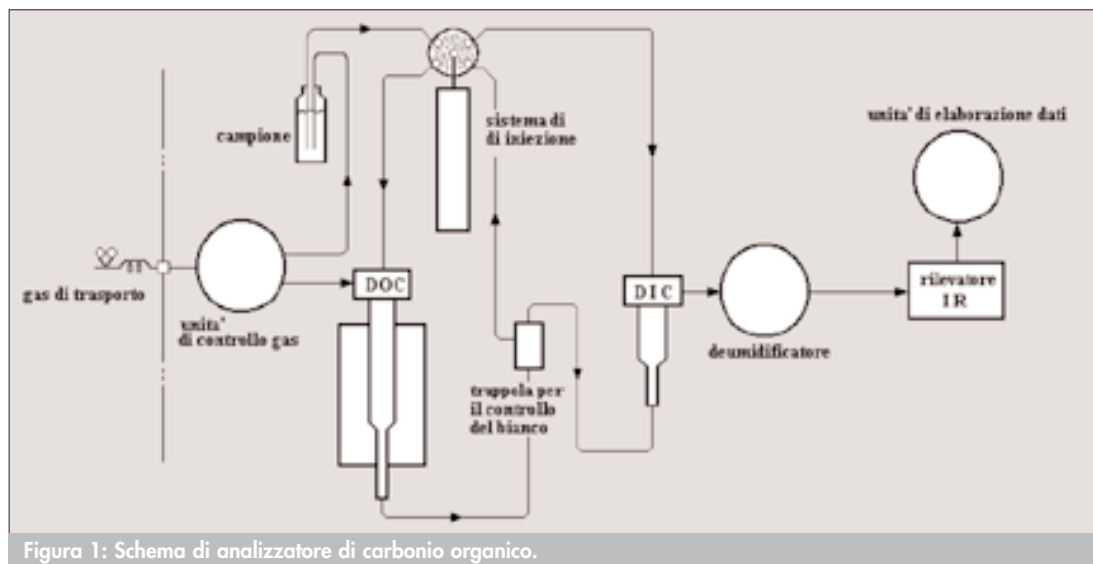 campione
sistema di
di iniezione
unita' di elaborazione dati
gas di trasporto
DOC
unita'
di controllo gas
DIC
rilevatore
IR
deumidificatore
trappola per
il controllo
del bianco
Figura 1: Schema di analizzatore di carbonio organico.